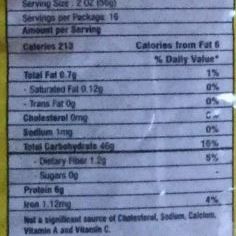 Serving Size : 2 OZ (56g)
Servings per Package 16
Amount per Serving
Calories 213 Calories from Fat 6
% Daily Value*
Total Fat 0.7g 1%
- Saturated Fat 0.12g 0%
- Trans Fat 0g 0%
Cholesterol 0mg
Sodium 1mg 0%
Total Carbohydrate 46g
- Dietary Fiber 1.2g 5%
- Sugars 0g -
Protein 6g
Iron 1.12mg 4%
Not a significant source of Cholesterol, Sodium, Calcium,
Vitamin A and Vitamin C.